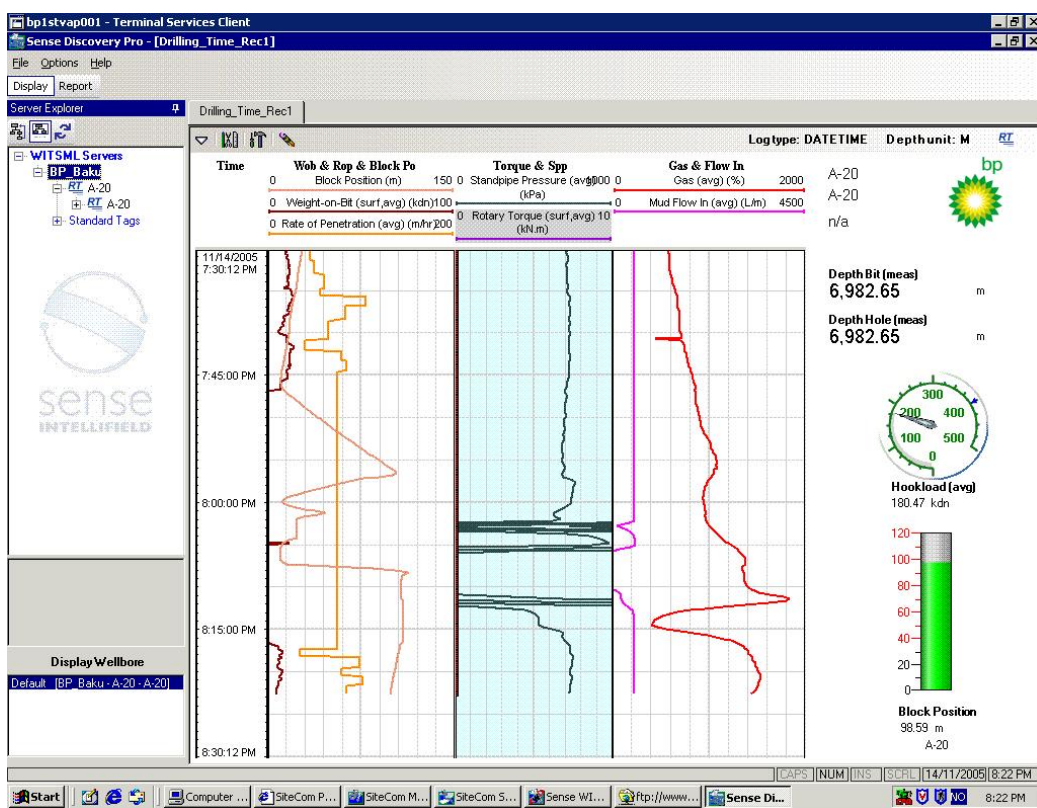 bp1stvap001 - Terminal Services Client
Sense Discovery Pro - [Drilling_Time_Rec1]
File Options Help
Display Report
Server Explorer
WITSML Servers
BP_Baku
RT A-20
RT A-20
Standard Tags
sense
INTELLIFIELD
Display Wellbore
Default [BP_Baku - A-20 - A-20]
Drilling_Time_Rec1
Logtype: DATETIME Depthunit: M RT
Time
Wob & Rop & Block Po
0 Block Position (m) 150
0 Weight-on-Bit (surf,avg) (kdn)100
0 Rate of Penetration (avg) (m/hr)200
Torque & Spp
0 Standpipe Pressure (avg)
(kPa)
0 Rotary Torque (surf,avg) 10
(kN.m)
Gas & Flow In
0 Gas (avg) (%) 2000
0 Mud Flow In (avg) (L/m) 4500
11/14/2005
7:30:12 PM
7:45:00 PM
8:00:00 PM
8:15:00 PM
8:30:12 PM
A-20
A-20
n/a
bp
Depth Bit (meas)
6,982.65 m
Depth Hole (meas)
6,982.65 m
300
200 400
100 500
0
Hookload (avg)
180.47 kdn
120
100
80
60
40
20
0
Block Position
98.59 m
A-20
CAPS NUM INS SCRL 14/11/2005 8:22 PM
Start Computer ... SiteCom P... SiteCom M... SiteCom S... Sense WI... ftp://www... Sense Di... NO 8:22 PM